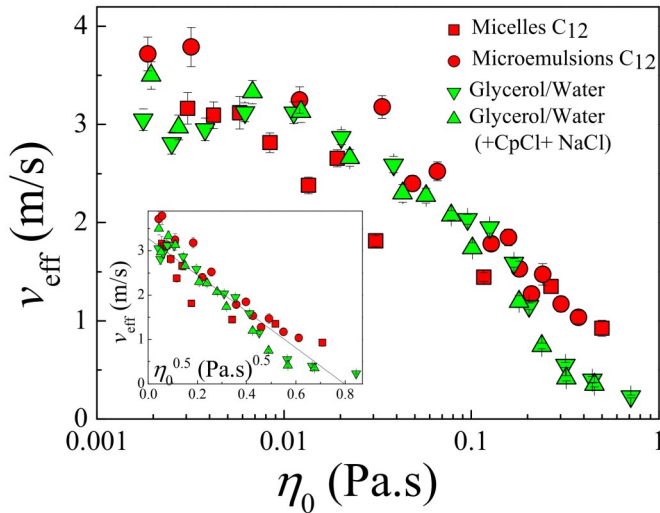 4
3
2
1
0
v_eff (m/s)
Micelles C₁₂
Microemulsions C₁₂
Glycerol/Water
Glycerol/Water
(+CpCl+ NaCl)
3
2
1
0
v_eff (m/s)
η₀^0.5 (Pa.s)^0.5
0.0 0.2 0.4 0.6 0.8
0.001 0.01 0.1 1
η₀ (Pa.s)